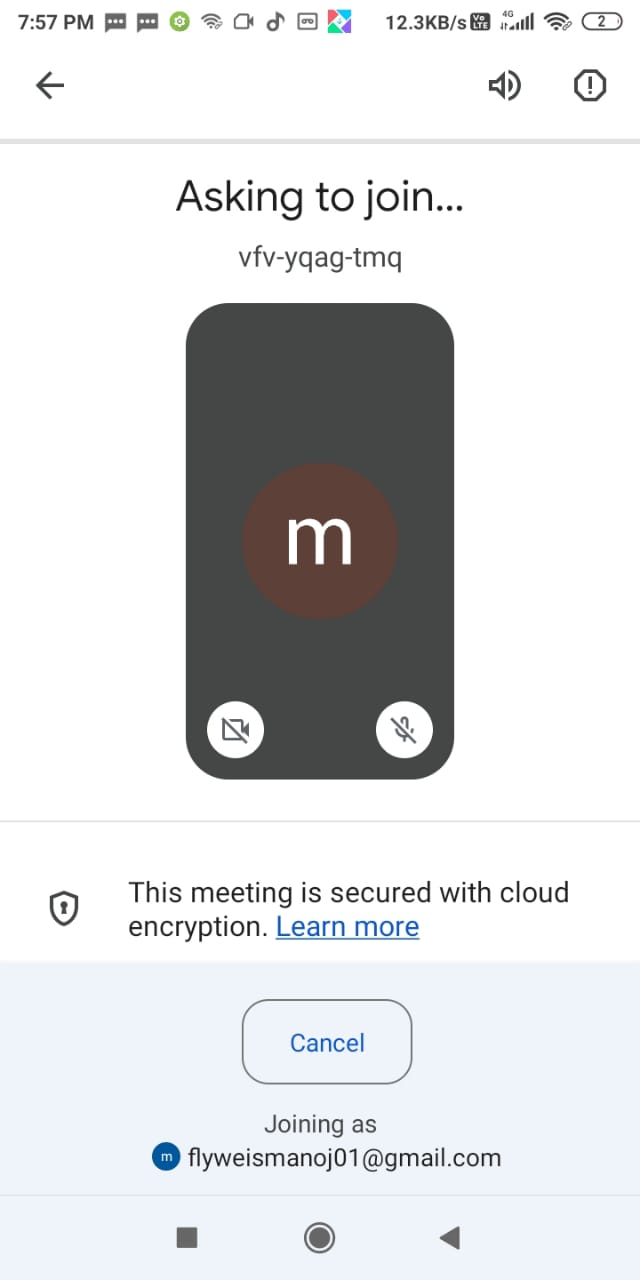 7:57 PM 12.3KB/s Vo LTE 4G 2
Asking to join...
vfv-yqag-tmq
m
This meeting is secured with cloud
encryption. Learn more
Cancel
Joining as
m flyweismanoj01@gmail.com